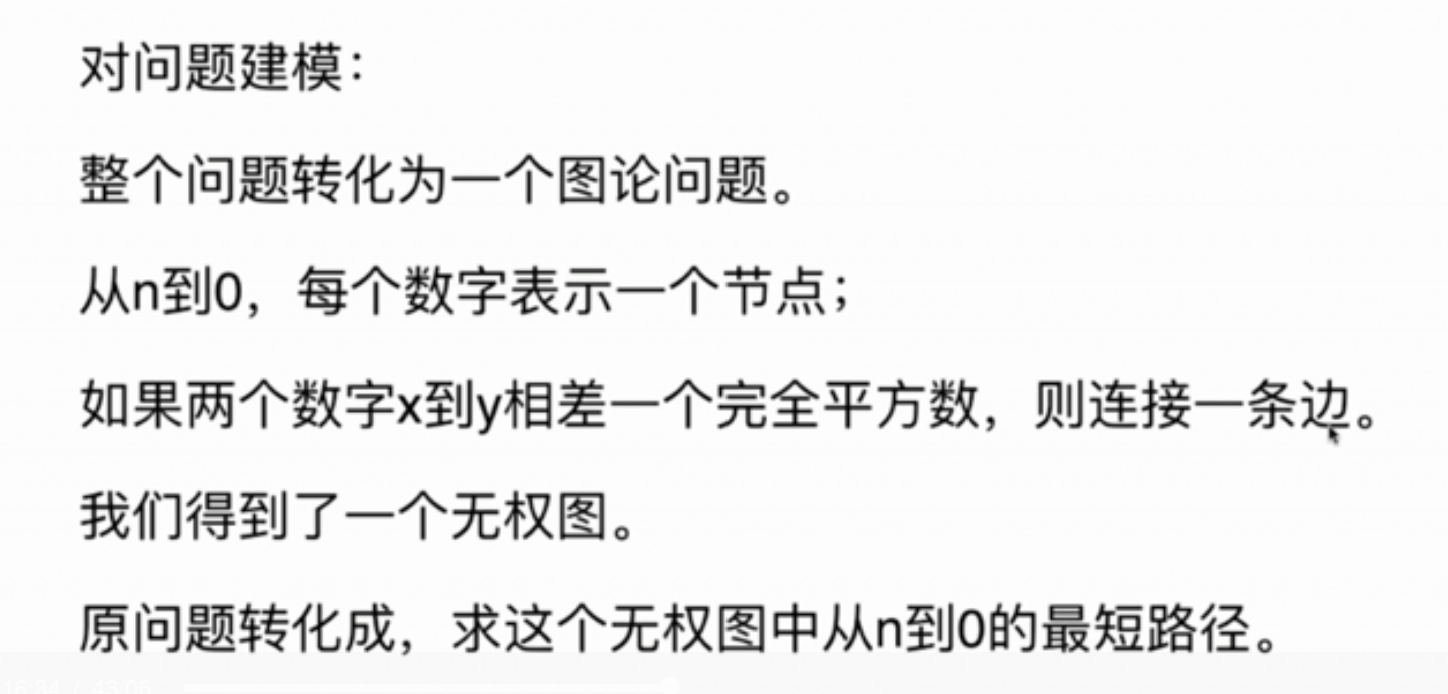 对问题建模：
整个问题转化为一个图论问题。
从n到0，每个数字表示一个节点；
如果两个数字x到y相差一个完全平方数，则连接一条边。
我们得到了一个无权图。
原问题转化成，求这个无权图中从n到0的最短路径。